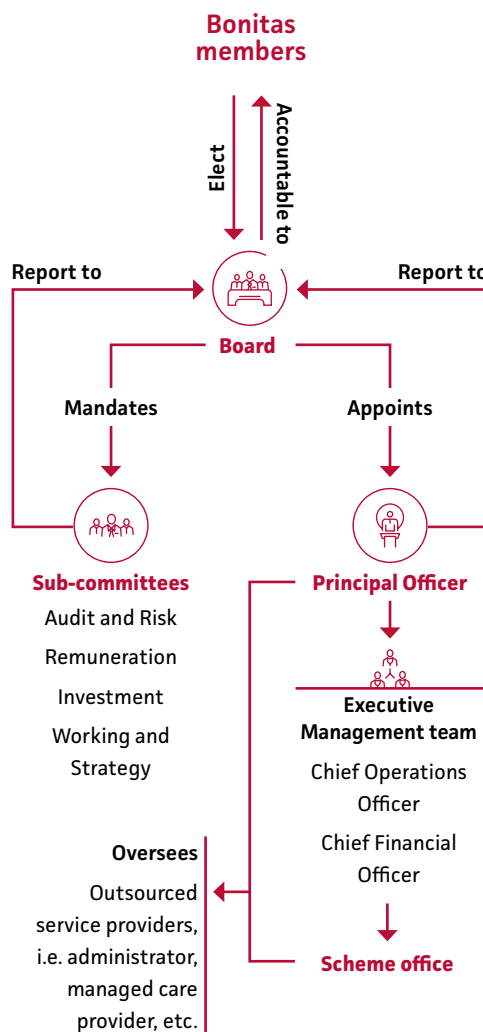 Bonitas
members
Elect
Accountable to
Report to
Report to
Board
Mandates
Appoints
Sub-committees
Audit and Risk
Remuneration
Investment
Working and
Strategy
Principal Officer
Executive
Management team
Chief Operations
Officer
Chief Financial
Officer
Oversees
Outsourced
service providers,
i.e. administrator,
managed care
provider, etc.
Scheme office